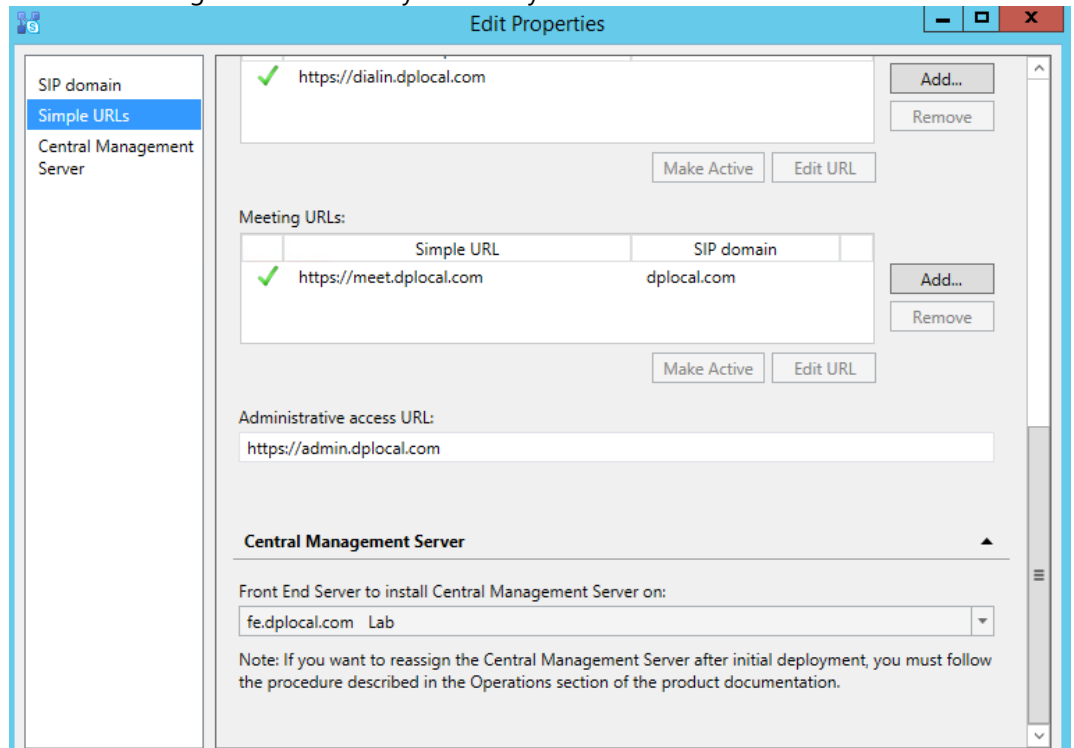 Edit Properties
SIP domain
Simple URLs
Central Management
Server
https://dialin.dplocal.com
Add...
Remove
Make Active
Edit URL
Meeting URLs:
Simple URL SIP domain
https://meet.dplocal.com dplocal.com
Add...
Remove
Make Active
Edit URL
Administrative access URL:
https://admin.dplocal.com
Central Management Server
Front End Server to install Central Management Server on:
fe.dplocal.com Lab
Note: If you want to reassign the Central Management Server after initial deployment, you must follow
the procedure described in the Operations section of the product documentation.